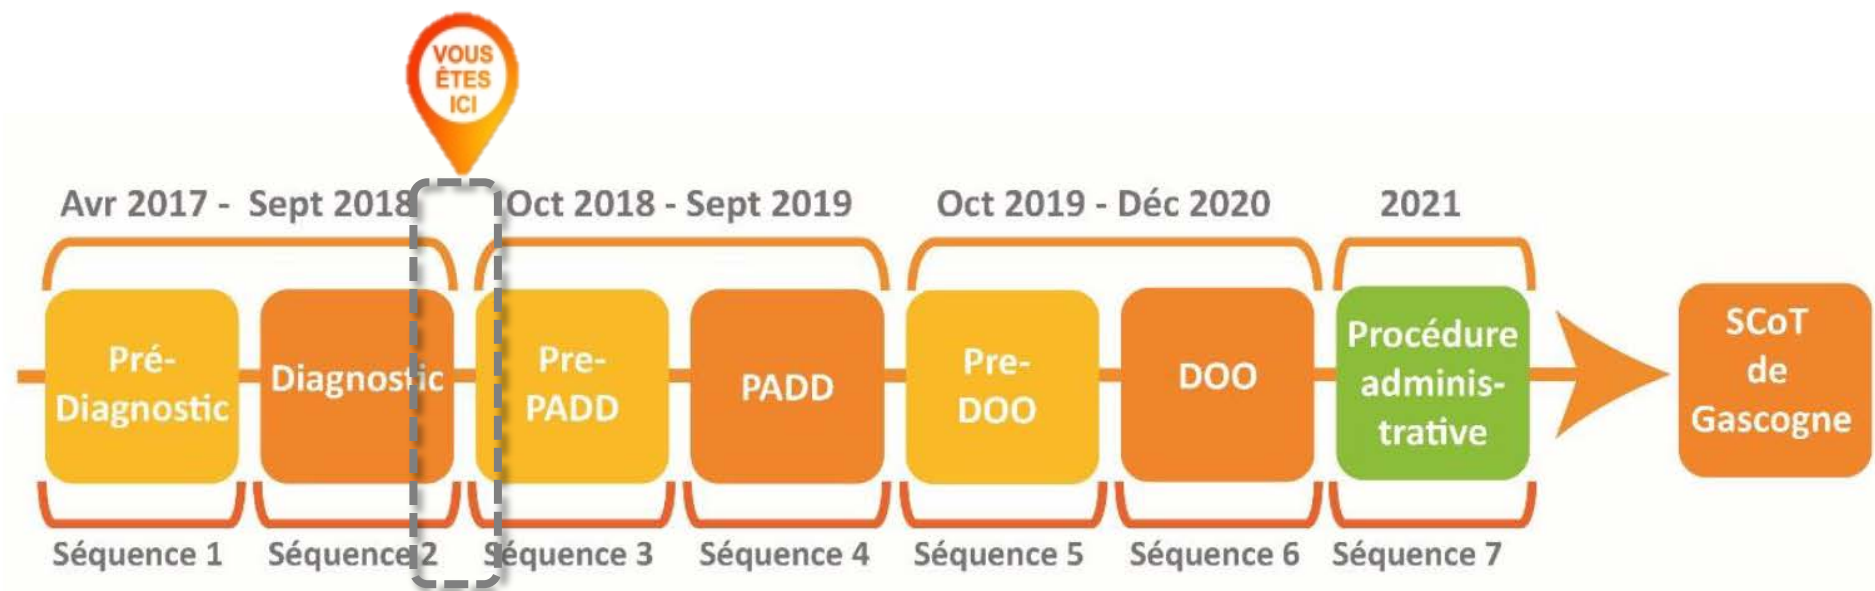 VOUS
ÊTES
ICI
Avr 2017 - Sept 2018
Oct 2018 - Sept 2019
Oct 2019 - Déc 2020
2021
Pré-
Diagnostic
Diagnostic
Pre-
PADD
PADD
Pre-
DOO
DOO
Procédure
adminis-
trative
SCoT
de
Gascogne
Séquence 1
Séquence 2
Séquence 3
Séquence 4
Séquence 5
Séquence 6
Séquence 7